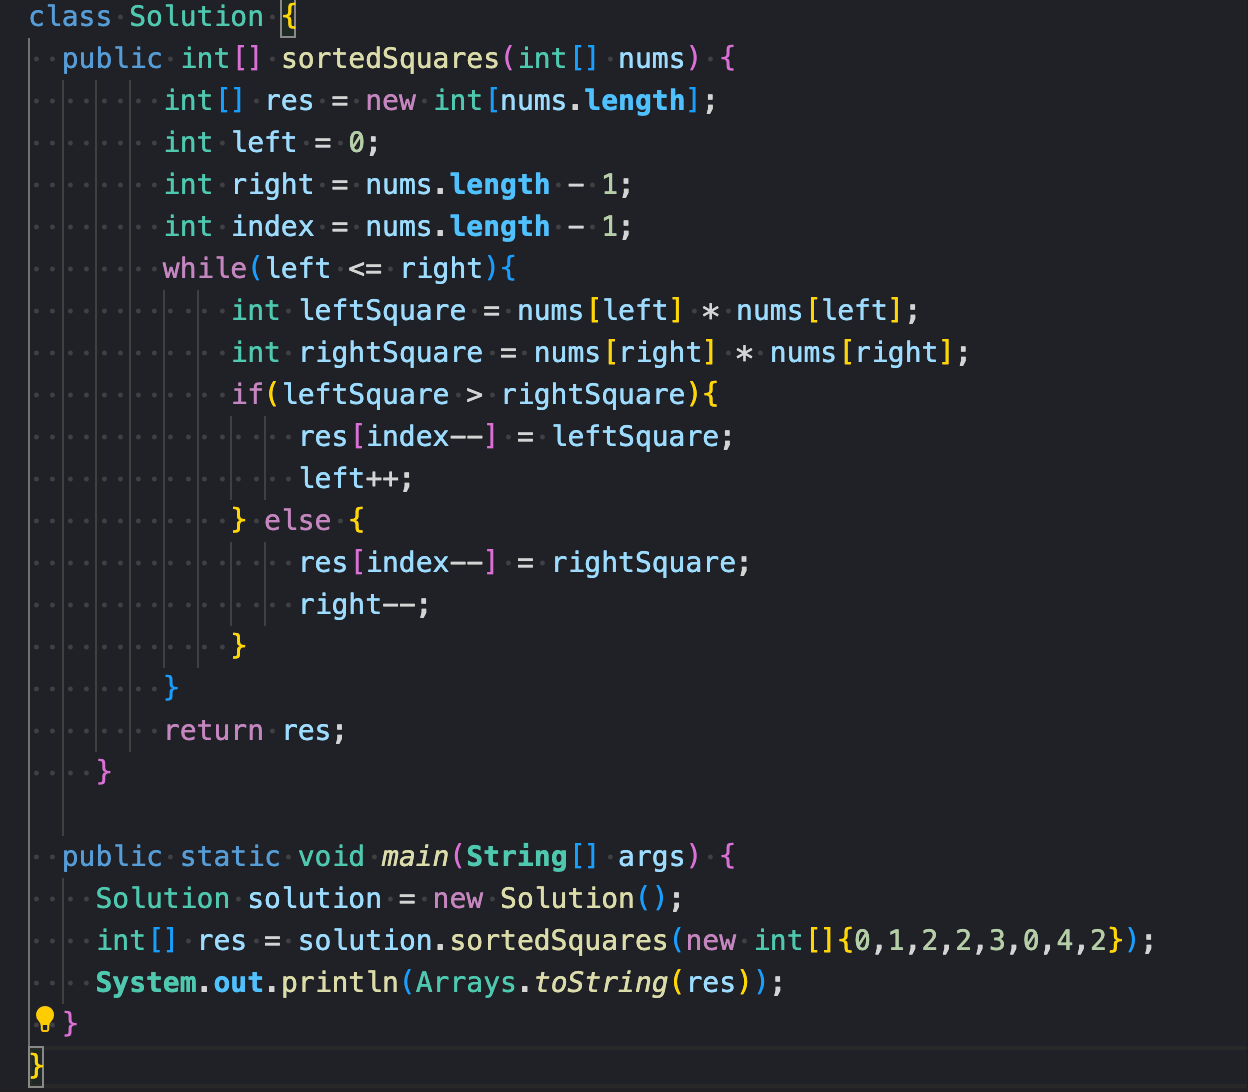 class Solution {
  public int[] sortedSquares(int[] nums) {
        int[] res = new int[nums.length];
        int left = 0;
        int right = nums.length - 1;
        int index = nums.length - 1;
        while(left <= right){
            int leftSquare = nums[left] * nums[left];
            int rightSquare = nums[right] * nums[right];
            if(leftSquare > rightSquare){
                res[index--] = leftSquare;
                left++;
            } else {
                res[index--] = rightSquare;
                right--;
            }
        }
        return res;
    }

  public static void main(String[] args) {
    Solution solution = new Solution();
    int[] res = solution.sortedSquares(new int[]{0,1,2,2,3,0,4,2});
    System.out.println(Arrays.toString(res));
  }
}